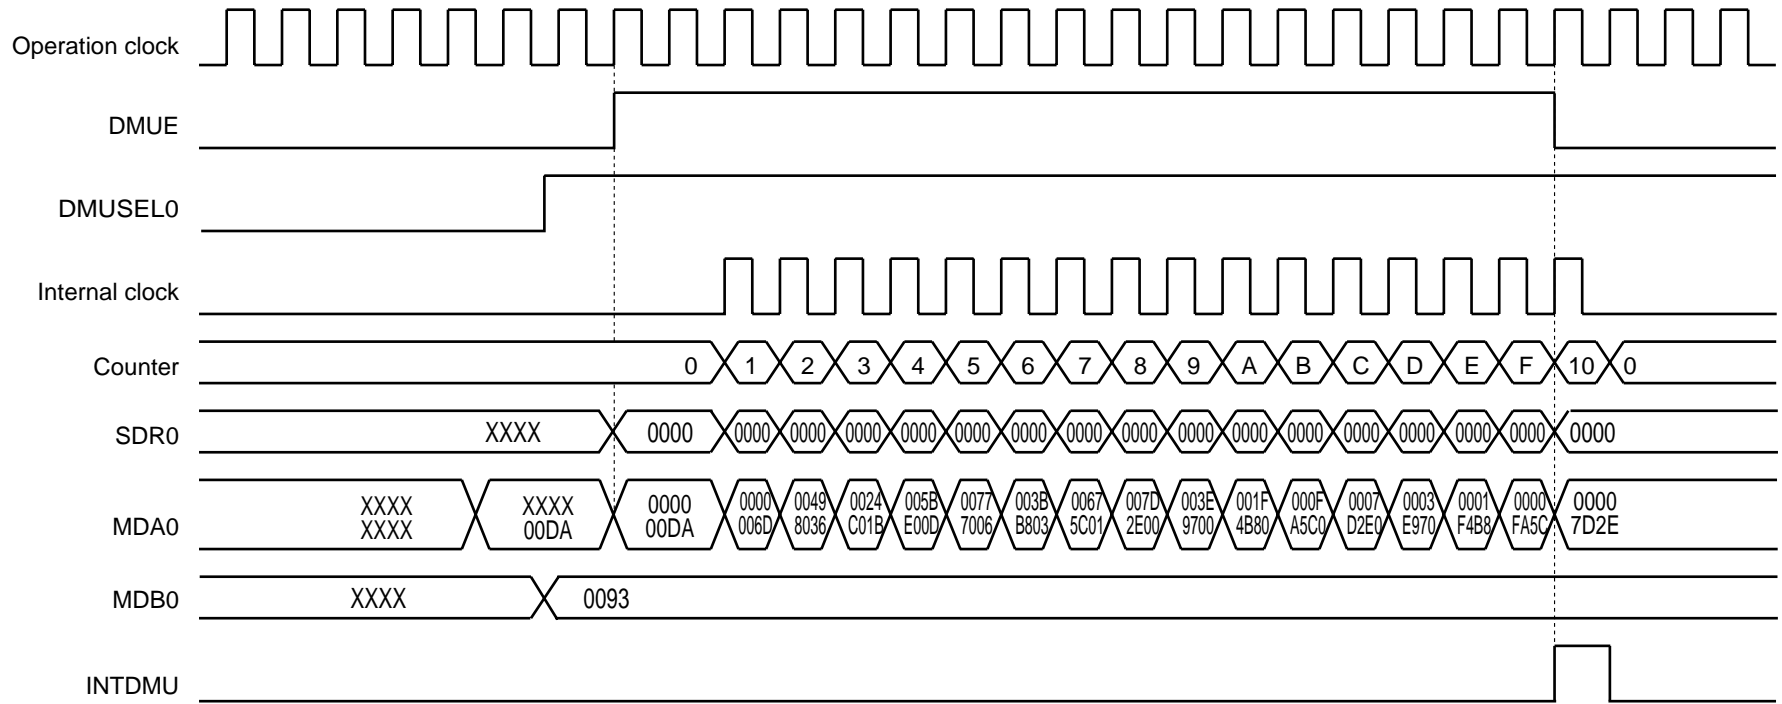 Operation clock
DMUE
DMUSEL0
Internal clock
Counter 0 1 2 3 4 5 6 7 8 9 A B C D E F 10 0
SDR0 XXXX 0000 0000 0000 0000 0000 0000 0000 0000 0000 0000 0000 0000 0000 0000 0000 0000 0000
XXXX XXXX 0000 0000 0049 0024 005B 0077 003B 0067 007D 003E 001F 000F 0007 0003 0001 0000 0000
MDA0 XXXX 00DA 00DA 006D 8036 C01B E00D 7006 B803 5C01 2E00 9700 4B80 A5C0 D2E0 E970 F4B8 FA5C 7D2E
MDB0 XXXX 0093
INTDMU